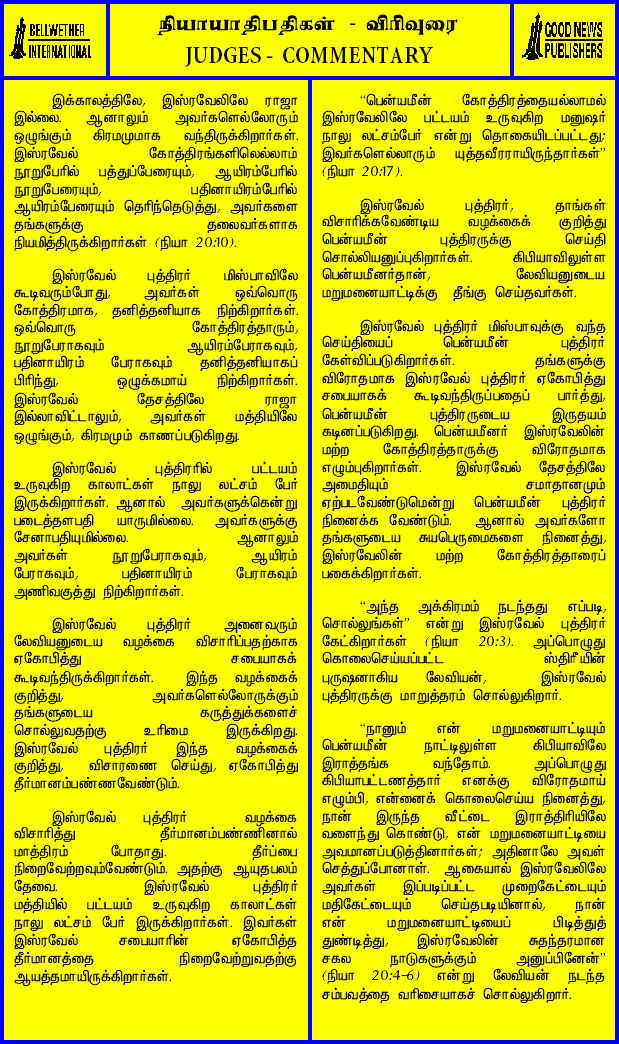 BELLWETHER
INTERNATIONAL
நியாயாதிபதிகள் - விரிவுரை
JUDGES - COMMENTARY
GOOD NEWS
PUBLISHERS
இக்காலத்திலே, இஸ்ரவேலிலே ராஜா
இல்லை. ஆனாலும் அவர்களெல்லோரும்
ஒழுங்கும் கிரமமுமாக வந்திருக்கிறார்கள்.
இஸ்ரவேல் கோத்திரங்களிலெல்லாம்
நூறுபேரில் பத்துப்பேரையும், ஆயிரம்பேரில்
நூறுபேரையும், பதினாயிரம்பேரில்
ஆயிரம்பேரையும் தெரிந்தெடுத்து, அவர்களை
தங்களுக்கு தலைவர்களாக
நியமித்திருக்கிறார்கள் (நியா 20:10).
இஸ்ரவேல் புத்திரர் மிஸ்பாவிலே
கூடிவரும்போது, அவர்கள் ஒவ்வொரு
கோத்திரமாக, தனித்தனியாக நிற்கிறார்கள்.
ஒவ்வொரு கோத்திரத்தாரும்,
நூறுபேராகவும் ஆயிரம்பேராகவும்,
பதினாயிரம் பேராகவும் தனித்தனியாகப்
பிரிந்து, ஒழுக்கமாய் நிற்கிறார்கள்.
இஸ்ரவேல் தேசத்திலே ராஜா
இல்லாவிட்டாலும், அவர்கள் மத்தியிலே
ஒழுங்கும், கிரமமும் காணப்படுகிறது.
இஸ்ரவேல் புத்திரரில் பட்டயம்
உருவுகிற காலாட்கள் நாலு லட்சம் பேர்
இருக்கிறார்கள். ஆனால் அவர்களுக்கென்று
படைத்தளபதி யாருமில்லை. அவர்களுக்கு
சேனாபதியுமில்லை. ஆனாலும்
அவர்கள் நூறுபேராகவும், ஆயிரம்
பேராகவும், பதினாயிரம் பேராகவும்
அணிவகுத்து நிற்கிறார்கள்.
இஸ்ரவேல் புத்திரர் அனைவரும்
லேவியனுடைய வழக்கை விசாரிப்பதற்காக
ஏகோபித்து சபையாகக்
கூடிவந்திருக்கிறார்கள். இந்த வழக்கைக்
குறித்து, அவர்களெல்லோருக்கும்
தங்களுடைய கருத்துக்களைச்
சொல்லுவதற்கு உரிமை இருக்கிறது.
இஸ்ரவேல் புத்திரர் இந்த வழக்கைக்
குறித்து, விசாரணை செய்து, ஏகோபித்து
தீர்மானம்பண்ணவேண்டும்.
இஸ்ரவேல் புத்திரர் வழக்கை
விசாரித்து தீர்மானம்பண்ணினால்
மாத்திரம் போதாது. தீர்ப்பை
நிறைவேற்றவும்வேண்டும். அதற்கு ஆயுதபலம்
தேவை. இஸ்ரவேல் புத்திரர்
மத்தியில் பட்டயம் உருவுகிற காலாட்கள்
நாலு லட்சம் பேர் இருக்கிறார்கள். இவர்கள்
இஸ்ரவேல் சபையாரின் ஏகோபித்த
தீர்மானத்தை நிறைவேற்றுவதற்கு
ஆயத்தமாயிருக்கிறார்கள்.
“பென்யமீன் கோத்திரத்தையல்லாமல்
இஸ்ரவேலிலே பட்டயம் உருவுகிற மனுஷர்
நாலு லட்சம்பேர் என்று தொகையிடப்பட்டது;
இவர்களெல்லாரும் யுத்தவீரராயிருந்தார்கள்”
(நியா 20:17).
இஸ்ரவேல் புத்திரர், தாங்கள்
விசாரிக்கவேண்டிய வழக்கைக் குறித்து
பென்யமீன் புத்திரருக்கு செய்தி
சொல்லியனுப்புகிறார்கள். கிபியாவிலுள்ள
பென்யமீனர்தான், லேவியனுடைய
மறுமனையாட்டிக்கு தீங்கு செய்தவர்கள்.
இஸ்ரவேல் புத்திரர் மிஸ்பாவுக்கு வந்த
செய்தியைப் பென்யமீன் புத்திரர்
கேள்விப்படுகிறார்கள். தங்களுக்கு
விரோதமாக இஸ்ரவேல் புத்திரர் ஏகோபித்து
சபையாகக் கூடிவந்திருப்பதைப் பார்த்து,
பென்யமீன் புத்திரருடைய இருதயம்
கடினப்படுகிறது. பென்யமீனர் இஸ்ரவேலின்
மற்ற கோத்திரத்தாருக்கு விரோதமாக
எழும்புகிறார்கள். இஸ்ரவேல் தேசத்திலே
அமைதியும் சமாதானமும்
ஏற்படவேண்டுமென்று பென்யமீன் புத்திரர்
நினைக்க வேண்டும். ஆனால் அவர்களோ
தங்களுடைய சுயபெருமைகளை நினைத்து,
இஸ்ரவேலின் மற்ற கோத்திரத்தாரைப்
பகைக்கிறார்கள்.
“அந்த அக்கிரமம் நடந்தது எப்படி,
சொல்லுங்கள்” என்று இஸ்ரவேல் புத்திரர்
கேட்கிறார்கள் (நியா 20:3). அப்பொழுது
கொலைசெய்யப்பட்ட ஸ்திரீயின்
புருஷனாகிய லேவியன், இஸ்ரவேல்
புத்திரருக்கு மாறுத்தரம் சொல்லுகிறார்.
“நானும் என் மறுமனையாட்டியும்
பென்யமீன் நாட்டிலுள்ள கிபியாவிலே
இராத்தங்க வந்தோம். அப்பொழுது
கிபியாபட்டணத்தார் எனக்கு விரோதமாய்
எழும்பி, என்னைக் கொலைசெய்ய நினைத்து,
நான் இருந்த வீட்டை இராத்திரியிலே
வளைந்து கொண்டு, என் மறுமனையாட்டியை
அவமானப்படுத்தினார்கள்; அதினாலே அவள்
செத்துப்போனாள். ஆகையால் இஸ்ரவேலிலே
அவர்கள் இப்படிப்பட்ட முறைகேட்டையும்
மதிகேட்டையும் செய்தபடியினால், நான்
என் மறுமனையாட்டியைப் பிடித்துத்
துண்டித்து, இஸ்ரவேலின் சுதந்தரமான
சகல நாடுகளுக்கும் அனுப்பினேன்”
(நியா 20:4-6) என்று லேவியன் நடந்த
சம்பவத்தை வரிசையாகச் சொல்லுகிறார்.